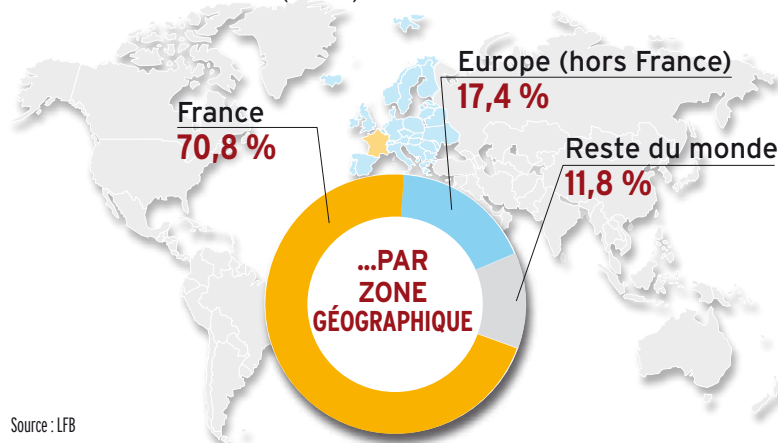 Europe (hors France)
17,4 %
France
70,8 %
Reste du monde
11,8 %
...PAR
ZONE
GÉOGRAPHIQUE
Source : LFB